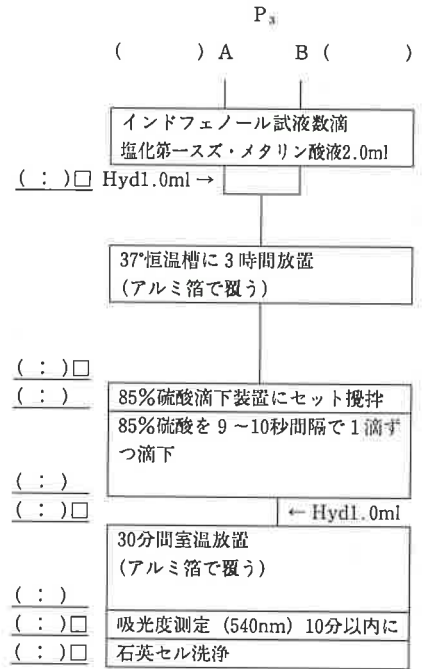 P₃
( ) A B ( )
インドフェノール試液数滴
塩化第一スズ・メタリン酸液2.0ml
( : )□ Hyd1.0ml →
37°恒温槽に3時間放置
(アルミ箔で覆う)
( : )□
( : ) 85%硫酸滴下装置にセット攪拌
85%硫酸を9～10秒間隔で1滴ず
つ滴下
( : )
( : )□ ← Hyd1.0ml
30分間室温放置
(アルミ箔で覆う)
( : )
( : )□ 吸光度測定 (540nm) 10分以内に
( : )□ 石英セル洗浄